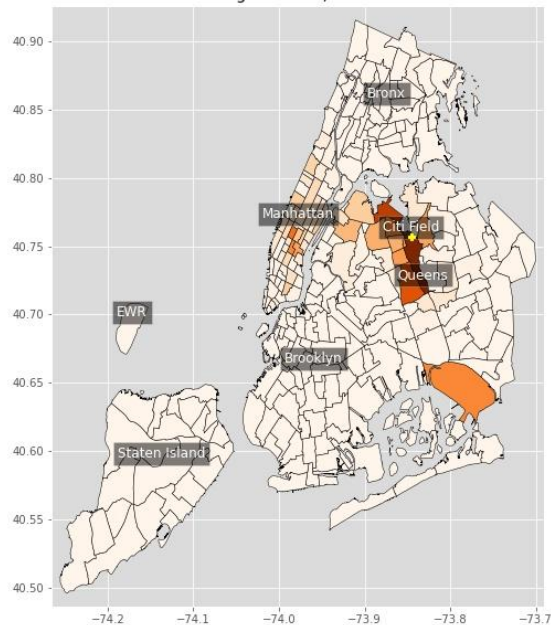 40.90
40.85
Bronx
40.80
Manhattan
Citi Field
40.75
Queens
40.70
EWR
Brooklyn
40.65
40.60
Staten Island
40.55
40.50
−74.2 −74.1 −74.0 −73.9 −73.8 −73.7